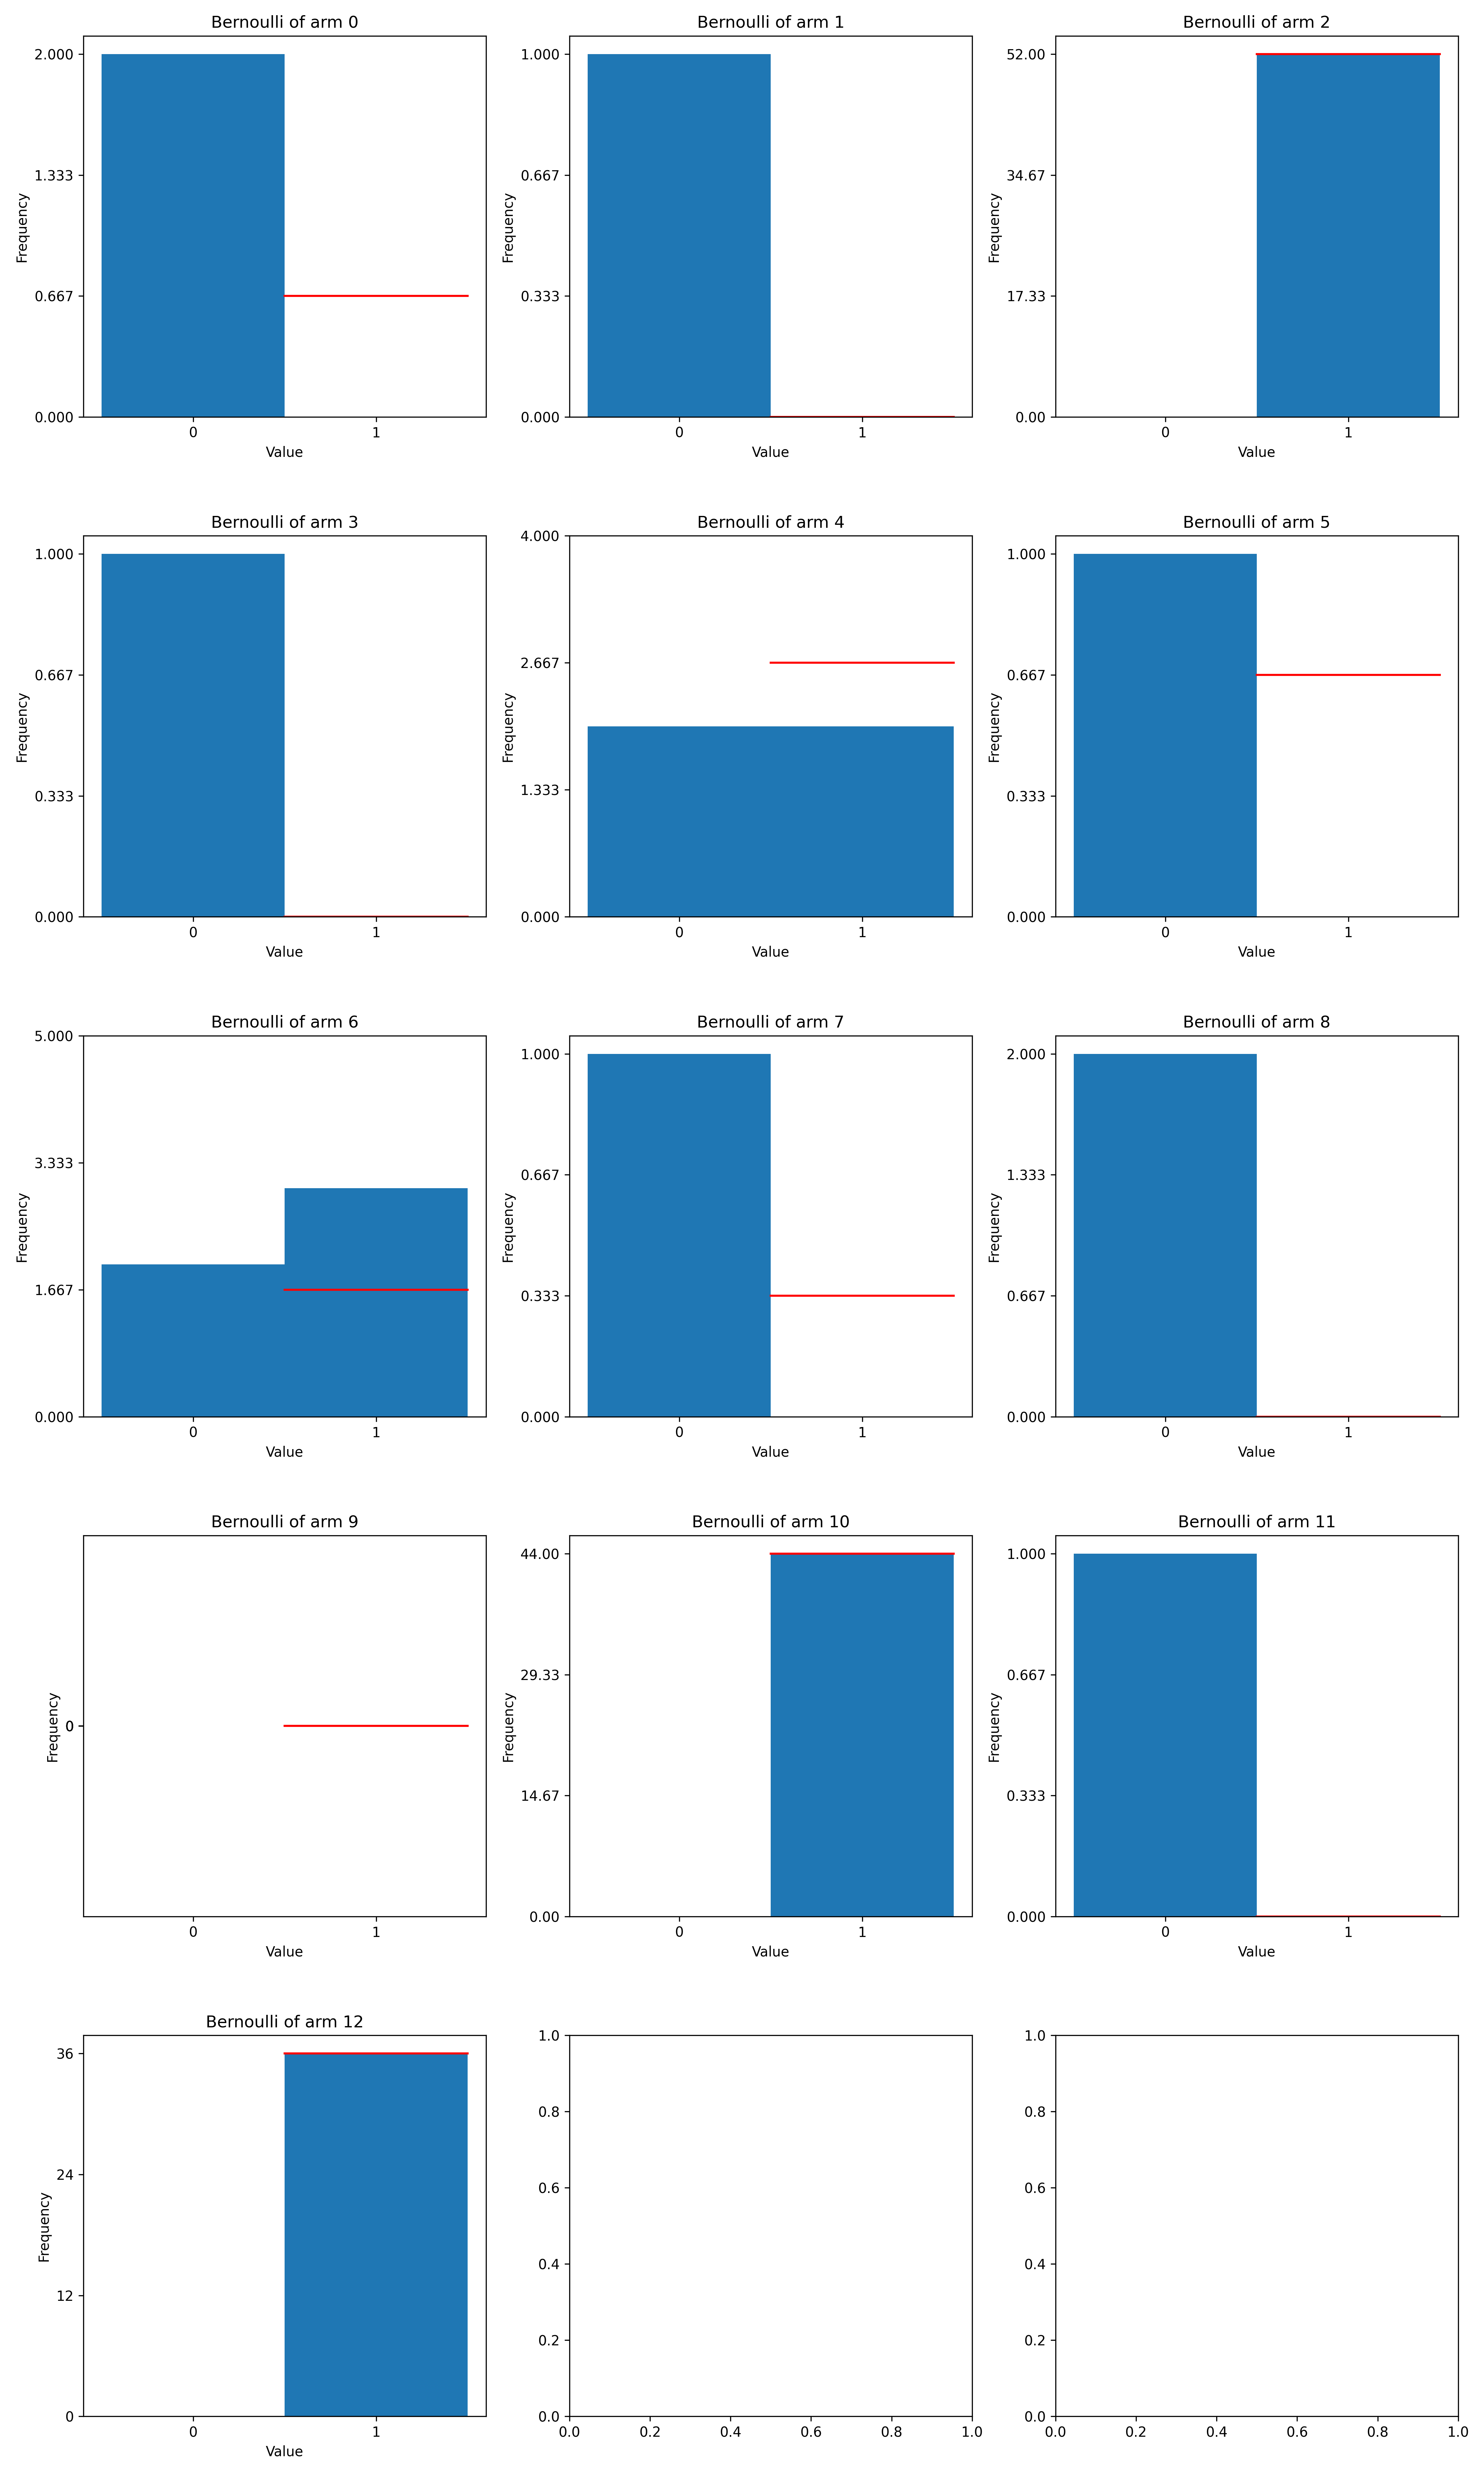 Bernoulli of arm 0
2.000
1.333
0.667
0.000
Frequency
0 1
Value
Bernoulli of arm 1
1.000
0.667
0.333
0.000
Frequency
0 1
Value
Bernoulli of arm 2
52.00
34.67
17.33
0.00
Frequency
0 1
Value
Bernoulli of arm 3
1.000
0.667
0.333
0.000
Frequency
0 1
Value
Bernoulli of arm 4
4.000
2.667
1.333
0.000
Frequency
0 1
Value
Bernoulli of arm 5
1.000
0.667
0.333
0.000
Frequency
0 1
Value
Bernoulli of arm 6
5.000
3.333
1.667
0.000
Frequency
0 1
Value
Bernoulli of arm 7
1.000
0.667
0.333
0.000
Frequency
0 1
Value
Bernoulli of arm 8
2.000
1.333
0.667
0.000
Frequency
0 1
Value
Bernoulli of arm 9
0
Frequency
0 1
Value
Bernoulli of arm 10
44.00
29.33
14.67
0.00
Frequency
0 1
Value
Bernoulli of arm 11
1.000
0.667
0.333
0.000
Frequency
0 1
Value
Bernoulli of arm 12
36
24
12
0
Frequency
0 1
Value
1.0
0.8
0.6
0.4
0.2
0.0
0.0 0.2 0.4 0.6 0.8 1.0
1.0
0.8
0.6
0.4
0.2
0.0
0.0 0.2 0.4 0.6 0.8 1.0